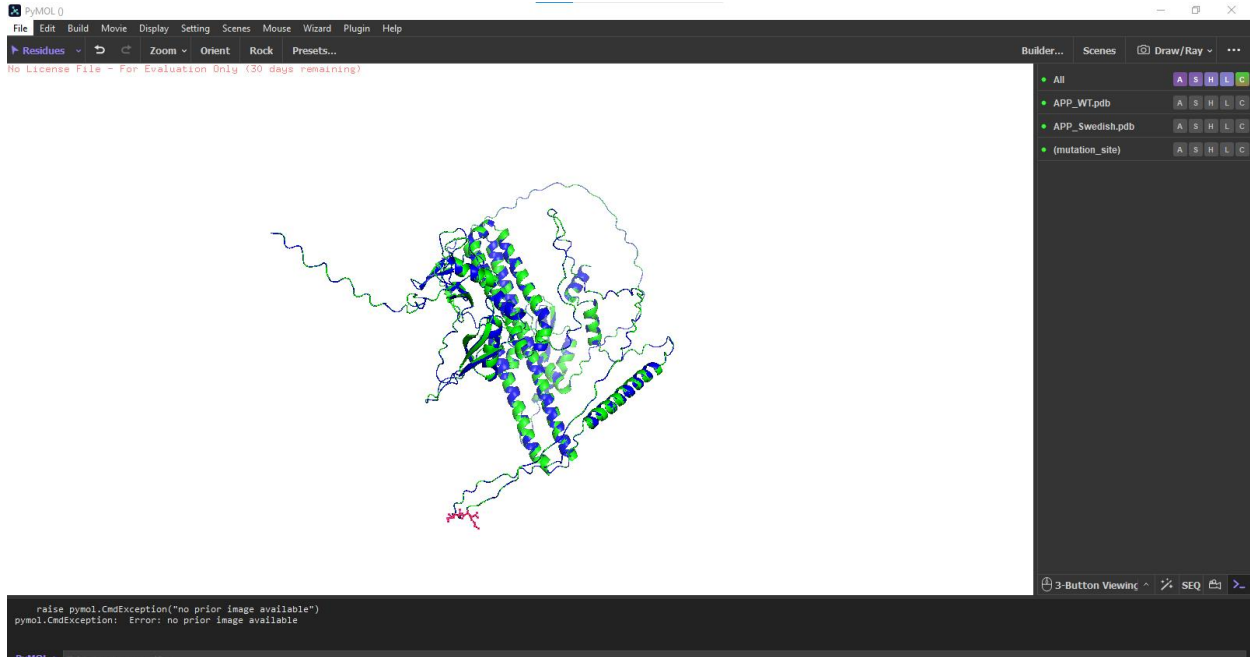 PyMOL ()
File Edit Build Movie Display Setting Scenes Mouse Wizard Plugin Help
Residues Zoom Orient Rock Presets... Builder... Scenes Draw/Ray
No License File - For Evaluation Only (30 days remaining)
All A S H L C
APP_WT.pdb A S H L C
APP_Swedish.pdb A S H L C
(mutation_site) A S H L C
3-Button Viewing SEQ
raise pymol.CmdException("no prior image available")
pymol.CmdException: Error: no prior image available